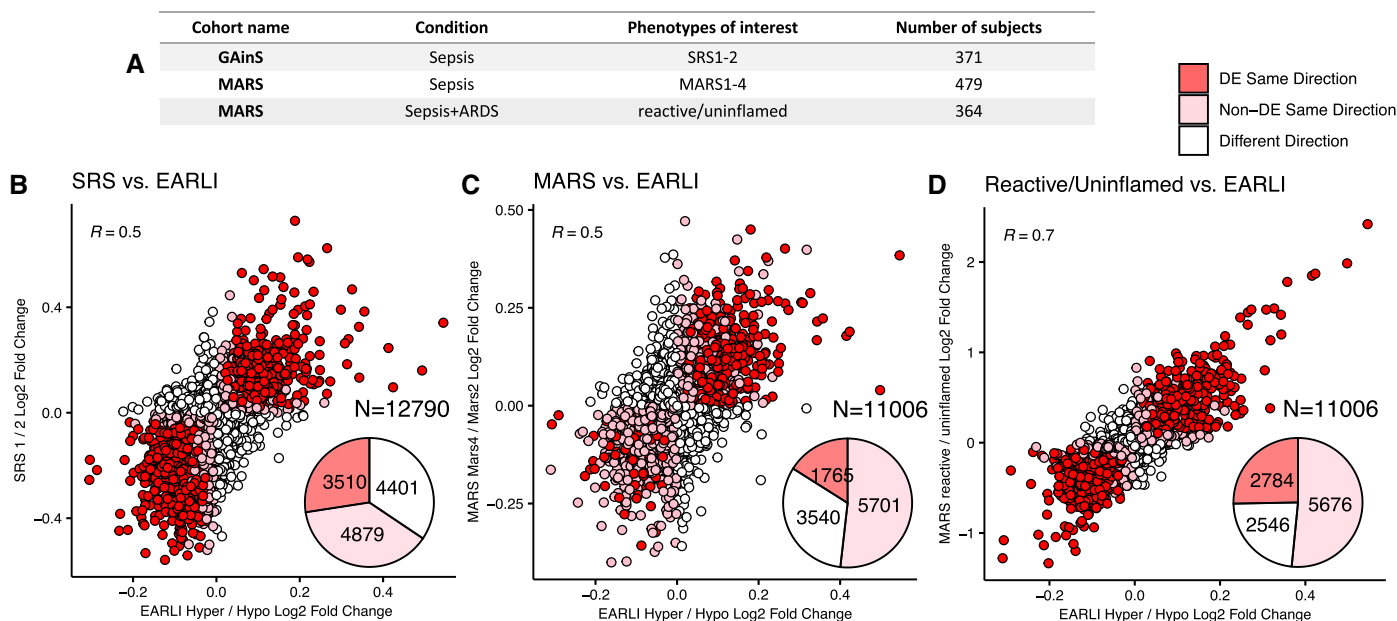 A
Cohort name Condition Phenotypes of interest Number of subjects
GAinS Sepsis SRS1-2 371
MARS Sepsis MARS1-4 479
MARS Sepsis+ARDS reactive/uninflamed 364
DE Same Direction
Non−DE Same Direction
Different Direction
B
SRS vs. EARLI
R = 0.5
SRS 1 / 2 Log2 Fold Change
0.4
0.0
−0.4
N=12790
3510
4401
4879
−0.2 0.0 0.2 0.4
EARLI Hyper / Hypo Log2 Fold Change
C
MARS vs. EARLI
R = 0.5
MARS Mars4 / Mars2 Log2 Fold Change
0.50
0.25
0.00
−0.25
N=11006
1765
5701
3540
−0.2 0.0 0.2 0.4
EARLI Hyper / Hypo Log2 Fold Change
D
Reactive/Uninflamed vs. EARLI
R = 0.7
MARS reactive / uninflamed Log2 Fold Change
2
1
0
−1
N=11006
2784
5676
2546
−0.2 0.0 0.2 0.4
EARLI Hyper / Hypo Log2 Fold Change